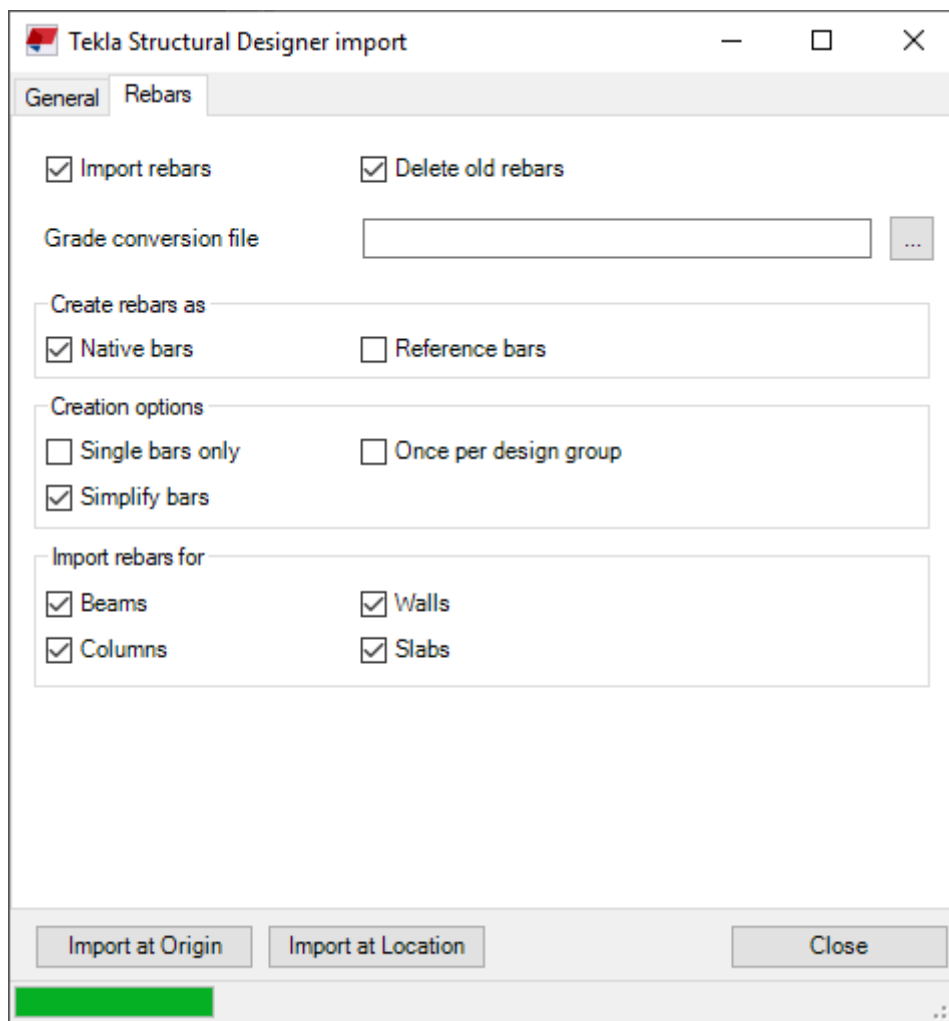 Tekla Structural Designer import
General Rebars
Import rebars Delete old rebars
Grade conversion file ...
Create rebars as
Native bars Reference bars
Creation options
Single bars only Once per design group
Simplify bars
Import rebars for
Beams Walls
Columns Slabs
Import at Origin Import at Location Close